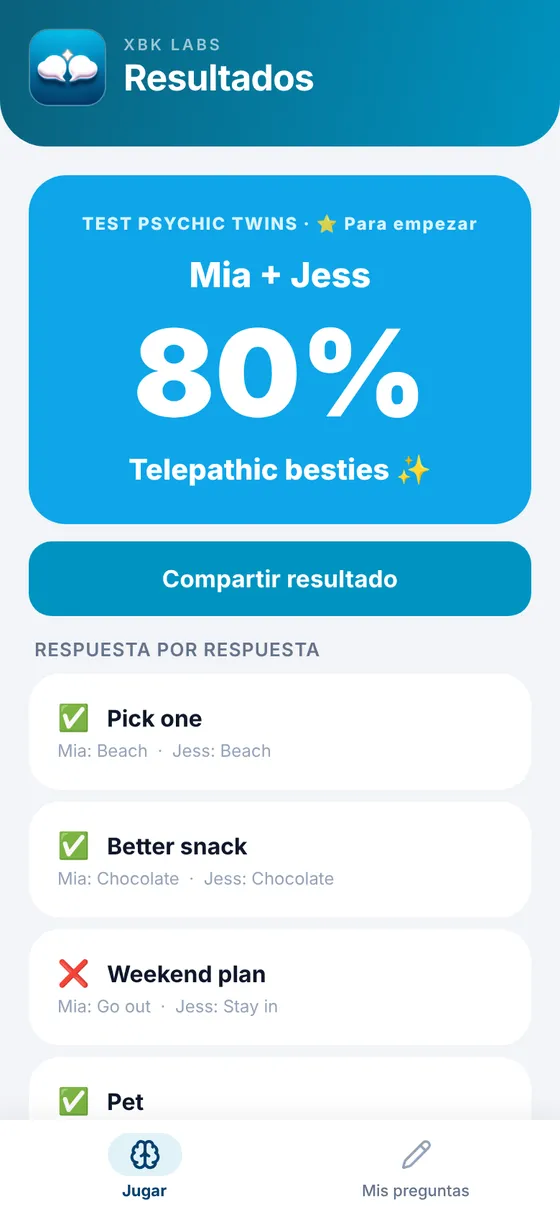 XBK LABS
Resultados
TEST PSYCHIC TWINS · ⭐ Para empezar
Mia + Jess
80%
Telepathic besties ✨
Compartir resultado
RESPUESTA POR RESPUESTA
✅ Pick one
Mia: Beach · Jess: Beach
✅ Better snack
Mia: Chocolate · Jess: Chocolate
❌ Weekend plan
Mia: Go out · Jess: Stay in
✅ Pet
Jugar
Mis preguntas